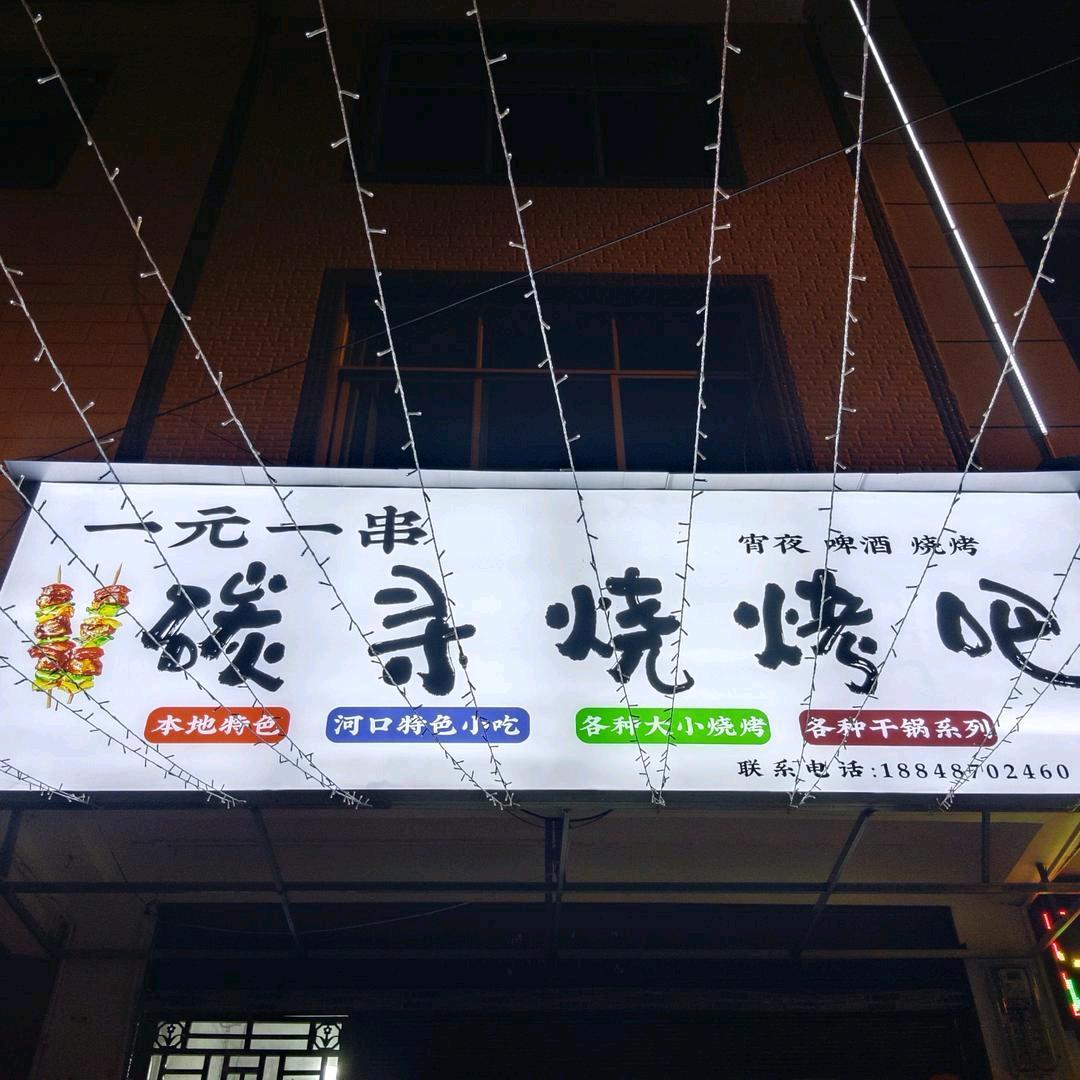 一元一串
宵夜 啤酒 烧烤
碳寻烧烤吧
本地特色 河口特色小吃 各种大小烧烤 各种干锅系列
联系电话:18848702460